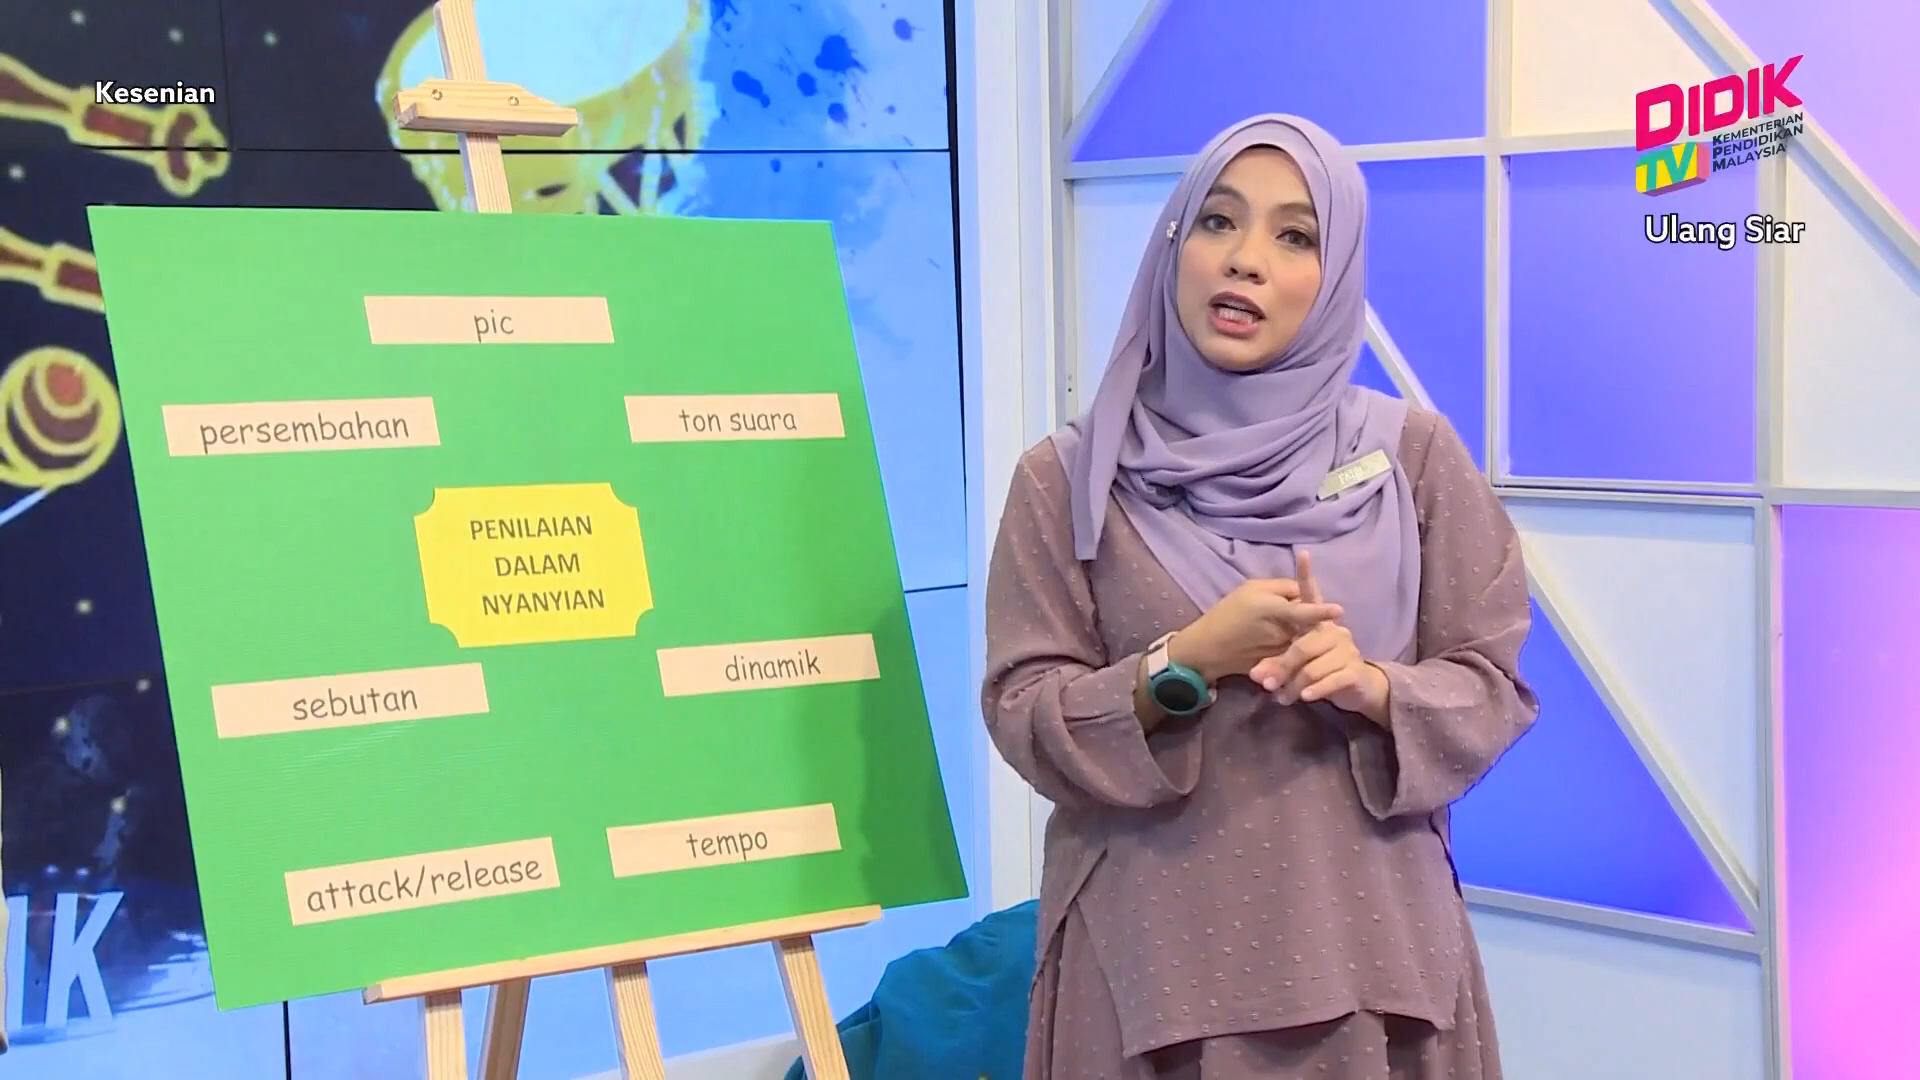 Kesenian
DIDIK
TV
KEMENTERIAN
PENDIDIKAN
MALAYSIA
Ulang Siar
pic
persembahan
ton suara
PENILAIAN
DALAM
NYANYIAN
sebutan
dinamik
attack/release
tempo
IK